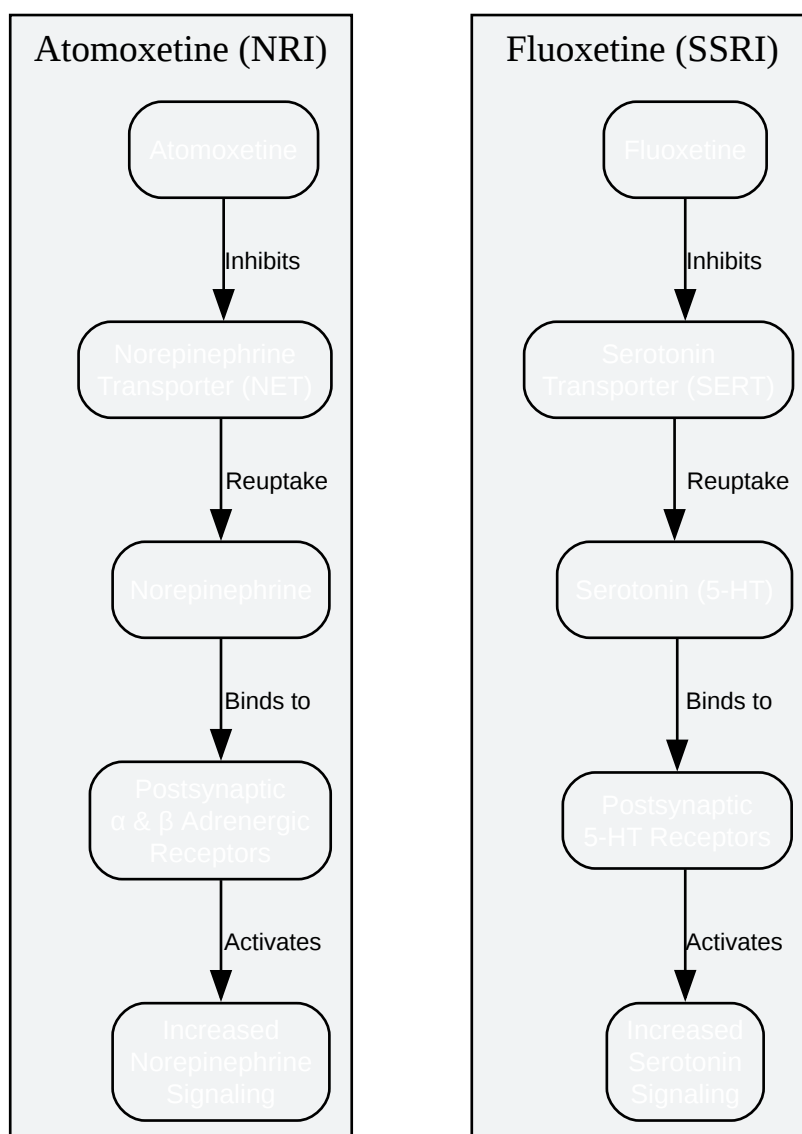 Atomoxetine (NRI)
Atomoxetine
Inhibits
Norepinephrine
Transporter (NET)
Reuptake
Norepinephrine
Binds to
Postsynaptic
α & β Adrenergic
Receptors
Activates
Increased
Norepinephrine
Signaling
Fluoxetine (SSRI)
Fluoxetine
Inhibits
Serotonin
Transporter (SERT)
Reuptake
Serotonin (5-HT)
Binds to
Postsynaptic
5-HT Receptors
Activates
Increased
Serotonin
Signaling